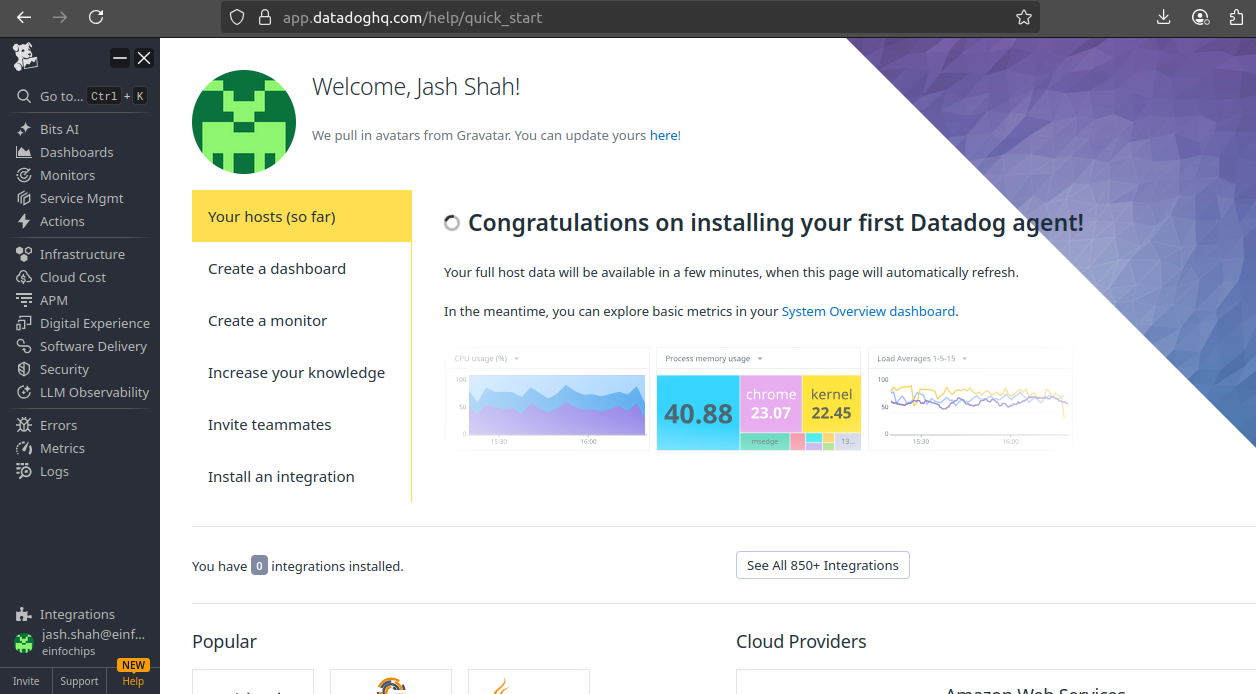 app.datadoghq.com/help/quick_start
Go to... Ctrl + K
Bits AI
Dashboards
Monitors
Service Mgmt
Actions
Infrastructure
Cloud Cost
APM
Digital Experience
Software Delivery
Security
LLM Observability
Errors
Metrics
Logs
Integrations
jash.shah@einf...
einfochips
NEW
Invite Support Help
Welcome, Jash Shah!
We pull in avatars from Gravatar. You can update yours here!
Your hosts (so far)
Create a dashboard
Create a monitor
Increase your knowledge
Invite teammates
Install an integration
Congratulations on installing your first Datadog agent!
Your full host data will be available in a few minutes, when this page will automatically refresh.
In the meantime, you can explore basic metrics in your System Overview dashboard.
CPU usage (%)
100
50
0
15:30 16:00
Process memory usage
40.88
chrome
23.07
kernel
22.45
msedge
13...
Load Averages 1-5-15
100
50
0
15:30 16:00
You have 0 integrations installed.
See All 850+ Integrations
Popular
Cloud Providers
Amazon Web Services